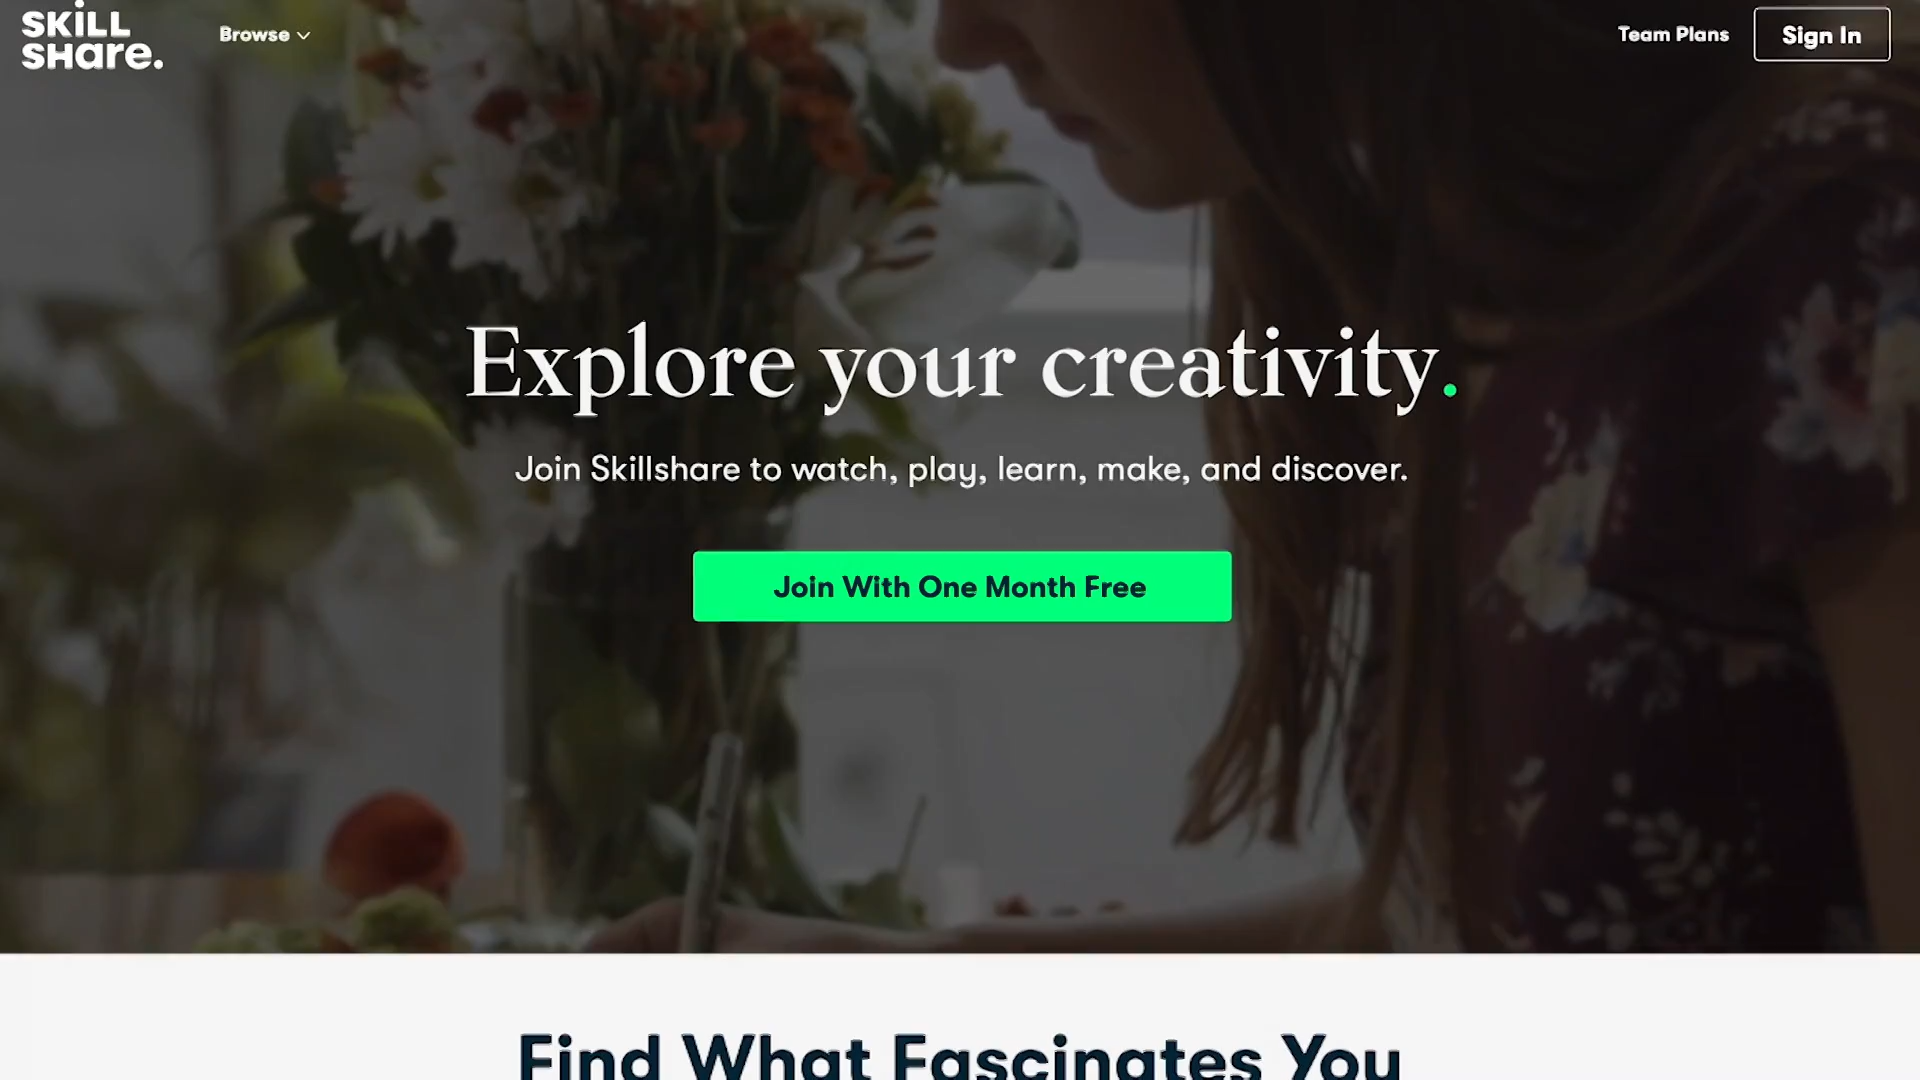 SKILL
SHare.
Browse
Team Plans
Sign In
Explore your creativity.
Join Skillshare to watch, play, learn, make, and discover.
Join With One Month Free
Find What Fascinates You